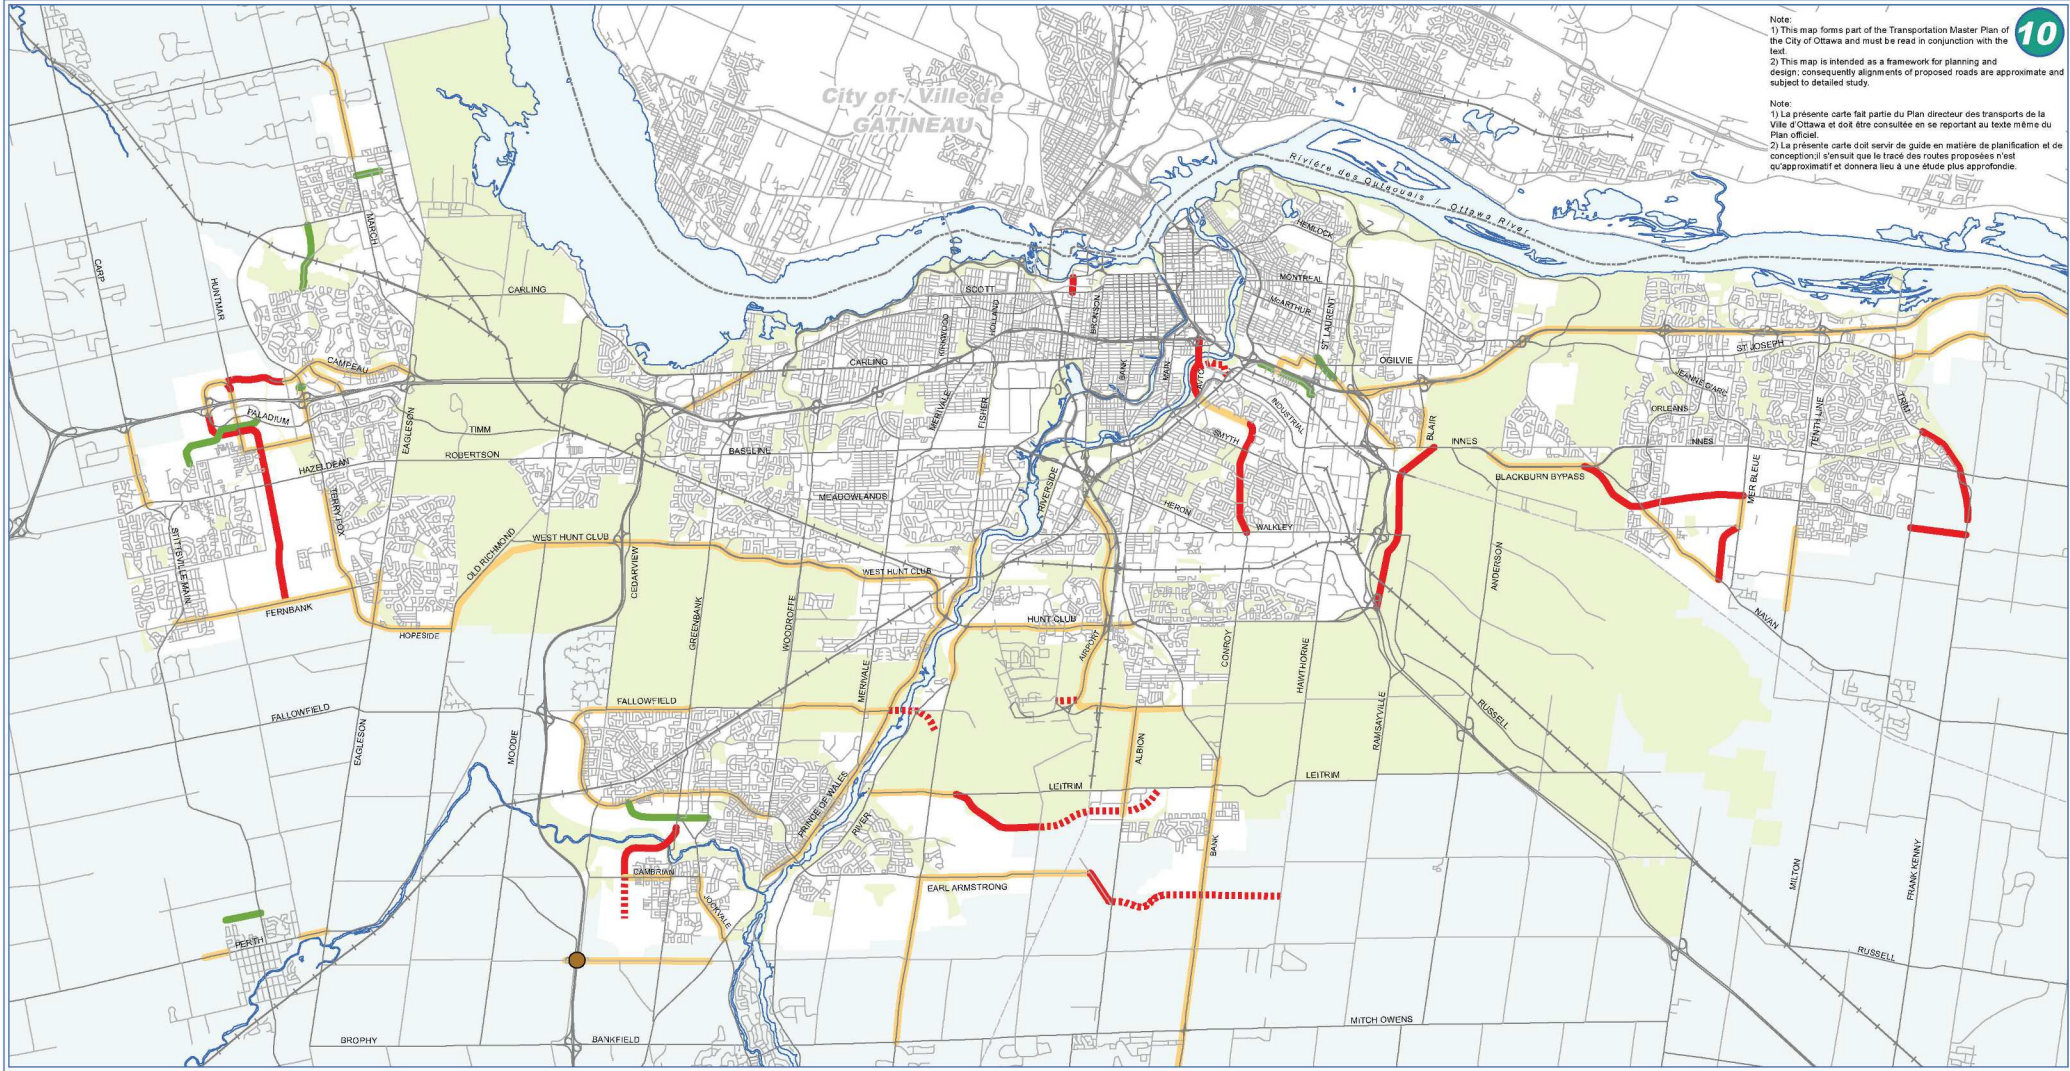 Note:
1) This map forms part of the Transportation Master Plan of
the City of Ottawa and must be read in conjunction with the
text.
2) This map is intended as a framework for planning and
design; consequently alignments of proposed roads are approximate and
subject to detailed study.
Note:
1) La présente carte fait partie du Plan directeur des transports de la
Ville d'Ottawa et doit être consultée en se reportant au texte même du
Plan officiel.
2) La présente carte doit servir de guide en matière de planification et de
conception;il s'ensuit que le tracé des routes proposées n'est
qu'approximatif et donnera lieu à une étude plus approfondie.
10
City of / Ville de
GATINEAU
Rivière des Outaouais / Ottawa River
MARCH
CARP
HUNTMAR
CARLING
SCOTT
HEMLOCK
MONTREAL
McARTHUR
ST LAURENT
BRONSON
HOLLAND
KIRKWOOD
CARLING
CAMPEAU
OGILVIE
ST JOSEPH
JEANNE D'ARC
ORLEANS
TRIM
TENTH LINE
BANK
MAIN
MERIVALE
FISHER
INDUSTRIAL
SMYTH
BLAIR
INNES
INNES
PALADIUM
EAGLESON
TIMM
ROBERTSON
HAZELDEAN
BASELINE
MEADOWLANDS
RIVERSIDE
HERON
WALKLEY
BLACKBURN BYPASS
MER BLEUE
TERRY FOX
STITTSVILLE MAIN
OLD RICHMOND
WEST HUNT CLUB
WEST HUNT CLUB
CEDARVIEW
GREENBANK
WOODROFFE
ANDERSON
FERNBANK
HOPESIDE
HUNT CLUB
AIRPORT
CONROY
HAWTHORNE
NAVAN
MERIVALE
FALLOWFIELD
FALLOWFIELD
EAGLESON
MOODIE
ALBION
RAMSAYVILLE
RUSSELL
LEITRIM
LEITRIM
PRINCE DE WALES
RIVER
BANK
CAMBRIAN
JOCKVALE
EARL ARMSTRONG
MILTON
FRANK KENNY
PERTH
RUSSELL
BROPHY
BANKFIELD
MITCH OWENS